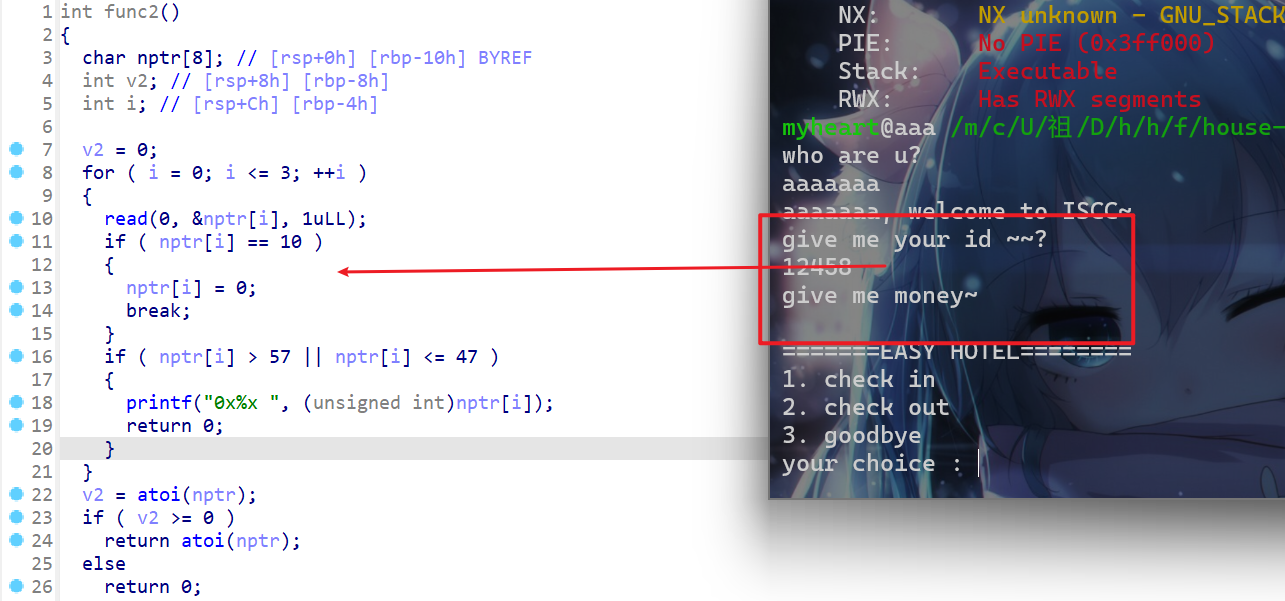 1 int func2()
2 {
3 char nptr[8]; // [rsp+0h] [rbp-10h] BYREF
4 int v2; // [rsp+8h] [rbp-8h]
5 int i; // [rsp+Ch] [rbp-4h]
6
7 v2 = 0;
8 for ( i = 0; i <= 3; ++i )
9 {
10 read(0, &nptr[i], 1uLL);
11 if ( nptr[i] == 10 )
12 {
13 nptr[i] = 0;
14 break;
15 }
16 if ( nptr[i] > 57 || nptr[i] <= 47 )
17 {
18 printf("0x%x ", (unsigned int)nptr[i]);
19 return 0;
20 }
21 }
22 v2 = atoi(nptr);
23 if ( v2 >= 0 )
24 return atoi(nptr);
25 else
26 return 0;
NX: NX unknown - GNU_STACK
PIE: No PIE (0x3ff000)
Stack: Executable
RWX: Has RWX segments
myheart@aaa /m/c/U/祖/D/h/h/f/house-
who are u?
aaaaaaa
aaaaaaa, welcome to ISCC~
give me your id ~~?
12458
give me money~
=======EASY HOTEL========
1. check in
2. check out
3. goodbye
your choice :